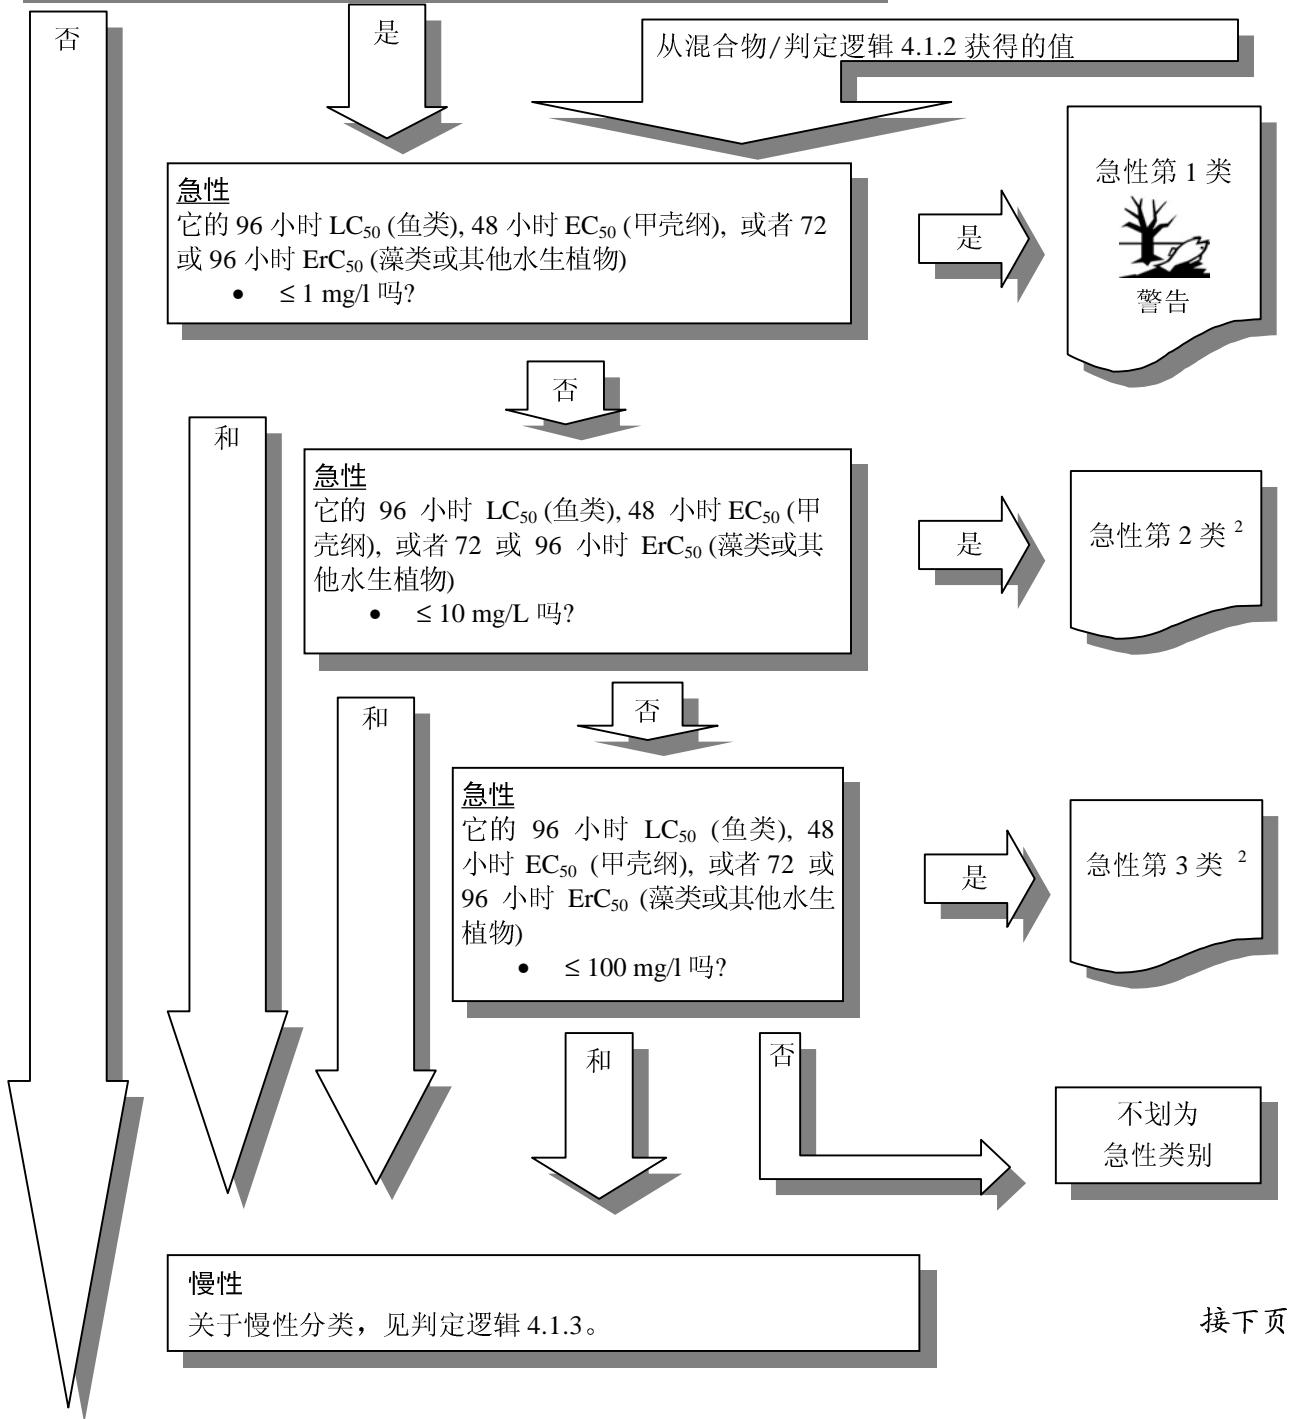 否
是
从混合物/判定逻辑 4.1.2 获得的值
急性
它的 96 小时 LC50 (鱼类), 48 小时 EC50 (甲壳纲), 或者 72
或 96 小时 ErC50 (藻类或其他水生植物)
• ≤ 1 mg/l 吗?
是
急性第 1 类
警告
否
和
急性
它的 96 小时 LC50 (鱼类), 48 小时 EC50 (甲
壳纲), 或者 72 或 96 小时 ErC50 (藻类或其
他水生植物)
• ≤ 10 mg/L 吗?
是
急性第 2 类 2
否
和
急性
它的 96 小时 LC50 (鱼类), 48
小时 EC50 (甲壳纲), 或者 72 或
96 小时 ErC50 (藻类或其他水生
植物)
• ≤ 100 mg/l 吗?
是
急性第 3 类 2
和
否
不划为
急性类别
慢性
关于慢性分类，见判定逻辑 4.1.3。
接下页